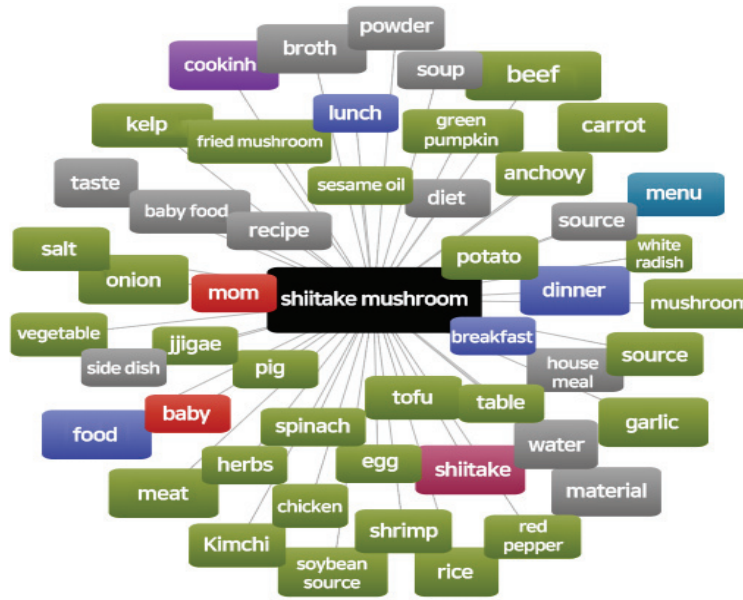 powder
broth
cookinh
soup
beef
lunch
kelp
fried mushroom
green
pumpkin
carrot
sesame oil
anchovy
taste
diet
menu
baby food
recipe
source
salt
onion
potato
white
radish
mom
shiitake mushroom
dinner
mushroom
vegetable
jjigae
breakfast
source
side dish
pig
house
meal
food
baby
tofu
table
garlic
spinach
herbs
egg
shiitake
water
meat
chicken
material
Kimchi
shrimp
red
pepper
soybean
source
rice